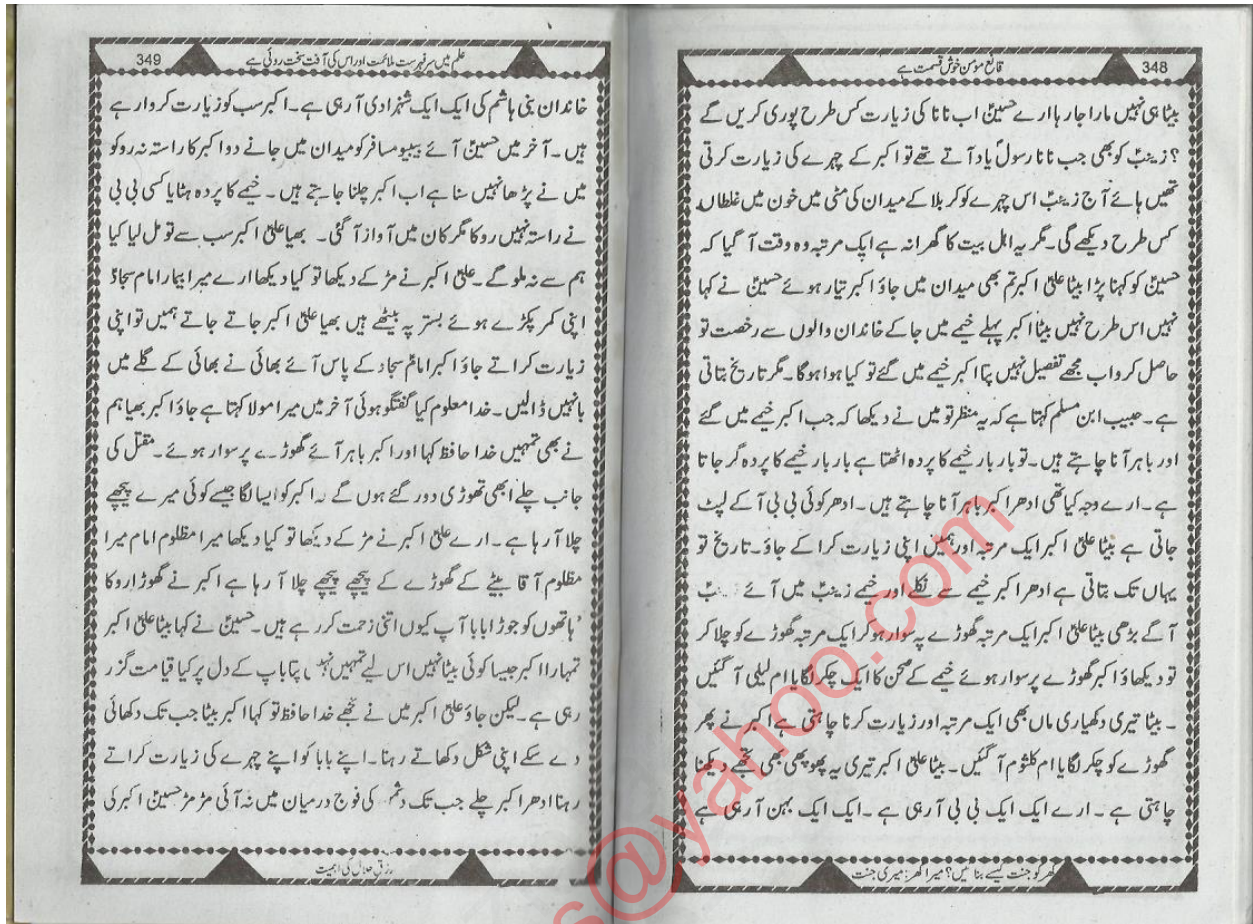 348
قانع مومن خوش قسمت ہے
بیٹا ہی نہیں مارا جا رہا ارے حسینؑ اب نانا کی زیارت کس طرح پوری کریں گے
؟ زینبؑ کو بھی جب نانا رسولؐ یاد آتے تھے تو اکبر کے چہرے کی زیارت کرتی
تھیں ہائے آج زینبؑ اس چہرے کو کربلا کے میدان کی مٹی میں خون میں غلطاں
کس طرح دیکھے گی۔ مگر یہ اہل بیت کا گھرانہ ہے ایک مرتبہ وہ وقت آ گیا کہ
حسینؑ کو کہنا پڑا بیٹا علیؑ اکبر تم بھی میدان میں جاؤ اکبر تیار ہوئے حسینؑ نے کہا
نہیں اس طرح نہیں بیٹا اکبر پہلے خیمے میں جا کے خاندان والوں سے رخصت تو
حاصل کرو اب مجھے تفصیل نہیں پتا اکبر خیمے میں گئے تو کیا ہوا ہوگا۔ مگر تاریخ بتاتی
ہے۔ حبیب ابن مسلم کہتا ہے کہ یہ منظر تو میں نے دیکھا کہ جب اکبر خیمے میں گئے
اور باہر آنا چاہتے ہیں۔ تو بار بار خیمے کا پردہ اٹھتا ہے بار بار خیمے کا پردہ گر جاتا
ہے۔ ارے وجہ کیا تھی ادھر اکبر باہر آنا چاہتے ہیں۔ ادھر کوئی بی بی آ کے لپٹ
جاتی ہے بیٹا علیؑ اکبر ایک مرتبہ اور ہمیں اپنی زیارت کرا کے جاؤ۔ تاریخ تو
یہاں تک بتاتی ہے ادھر اکبر خیمے سے نکلے اور خیمے زینبؑ میں آئے
آگے بڑھی بیٹا علیؑ اکبر ایک مرتبہ گھوڑے پہ سوار ہو کر ایک مرتبہ گھوڑے کو چلا کر
تو دیکھاؤ اکبر گھوڑے پر سوار ہوئے خیمے کے صحن کا ایک چکر لگایا ام لیلی آ گئیں
۔ بیٹا تیری دکھیاری ماں بھی ایک مرتبہ اور زیارت کرنا چاہتی ہے اکبر نے پھر
گھوڑے کو چکر لگایا ام کلثوم آ گئیں۔ بیٹا علیؑ اکبر تیری یہ پھوپھی بھی تجھے دیکھنا
چاہتی ہے۔ ارے ایک ایک بی بی آ رہی ہے۔ ایک ایک بہن آ رہی ہے
گھر کو جنت کیسے بنائیں؟ میرا گھر: میری جنت
349
علم میں سرفہرست ملائمت اور اس کی آفت سخت روئی ہے
خاندان بنی ہاشم کی ایک ایک شہزادی آ رہی ہے۔ اکبر سب کو زیارت کروا رہے
ہیں۔ آخر میں حسینؑ آئے بیبیو مسافر کو میدان میں جانے دو اکبر کا راستہ نہ روکو
میں نے پڑھا نہیں سنا ہے اب اکبر چلنا چاہتے ہیں۔ خیمے کا پردہ ہٹایا کسی بی بی
نے راستہ نہیں روکا مگر کان میں آواز آ گئی۔ بھیا علیؑ اکبر سب سے تو مل لیا کیا
ہم سے نہ ملو گے۔ علیؑ اکبر نے مڑ کے دیکھا تو کیا دیکھا ارے میرا بیمار امام سجادؑ
اپنی کمر پکڑے ہوئے بستر پہ بیٹھے ہیں بھیا علیؑ اکبر جاتے جاتے ہمیں تو اپنی
زیارت کراتے جاؤ اکبر امامؑ سجاد کے پاس آئے بھائی نے بھائی کے گلے میں
بانہیں ڈالیں۔ خدا معلوم کیا گفتگو ہوئی آخر میں میرا مولا کہتا ہے جاؤ اکبر بھیا ہم
نے بھی تمہیں خدا حافظ کہا اور اکبر باہر آئے گھوڑے پر سوار ہوئے۔ مقتل کی
جانب چلے ابھی تھوڑی دور گئے ہوں گے کہ اکبر کو ایسا لگا جیسے کوئی میرے پیچھے
چلا آ رہا ہے۔ ارے علیؑ اکبر نے مڑ کے دیکھا تو کیا دیکھا میرا مظلوم امام میرا
مظلوم آقا بیٹے کے گھوڑے کے پیچھے پیچھے چلا آ رہا ہے اکبر نے گھوڑا روکا
ہاتھوں کو جوڑا بابا آپ کیوں اتنی زحمت کر رہے ہیں۔ حسینؑ نے کہا بیٹا علیؑ اکبر
تمہارا اکبر جیسا کوئی بیٹا نہیں اس لیے تمہیں نہیں پتا باپ کے دل پر کیا قیامت گزر
رہی ہے۔ لیکن جاؤ علیؑ اکبر میں نے تجھے خدا حافظ تو کہا اکبر بیٹا جب تک دکھائی
دے سکے اپنی شکل دکھاتے رہنا۔ اپنے بابا کو اپنے چہرے کی زیارت کراتے
رہنا ادھر اکبر چلے جب تک دشمن کی فوج درمیان میں نہ آئی مڑ مڑ حسینؑ اکبر کی
رزق حلال کی اہمیت
s@yahoo.com